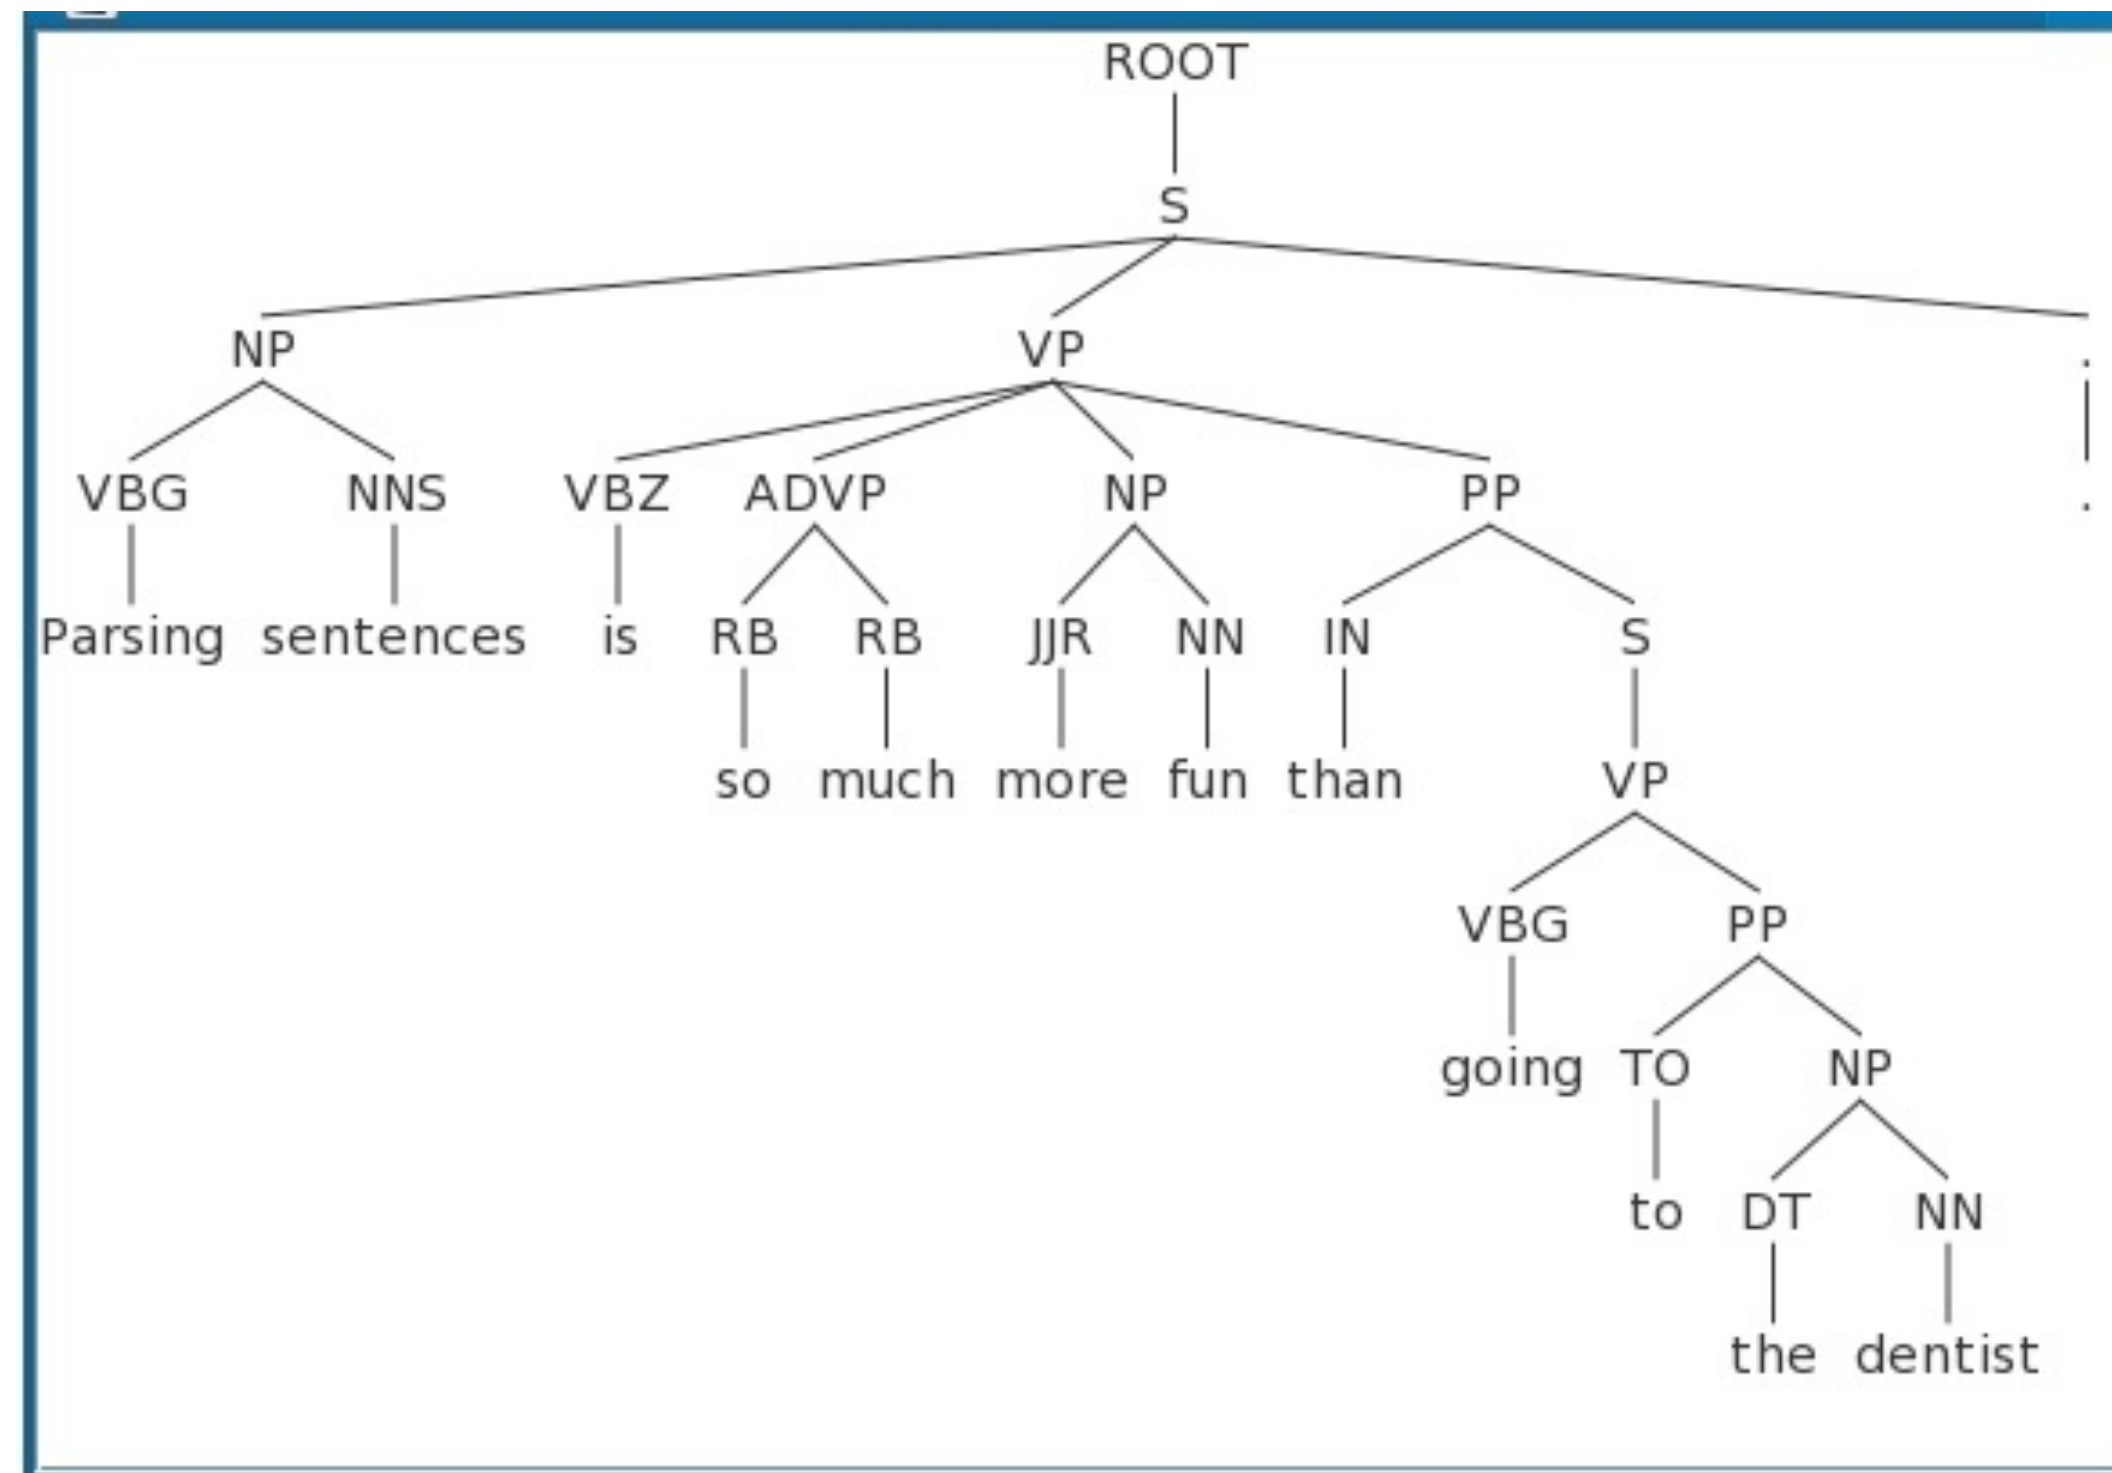 ROOT
S
NP VP .
VBG NNS VBZ ADVP NP PP .
Parsing sentences is RB RB JJR NN IN S
so much more fun than VP
VBG PP
going TO NP
to DT NN
the dentist